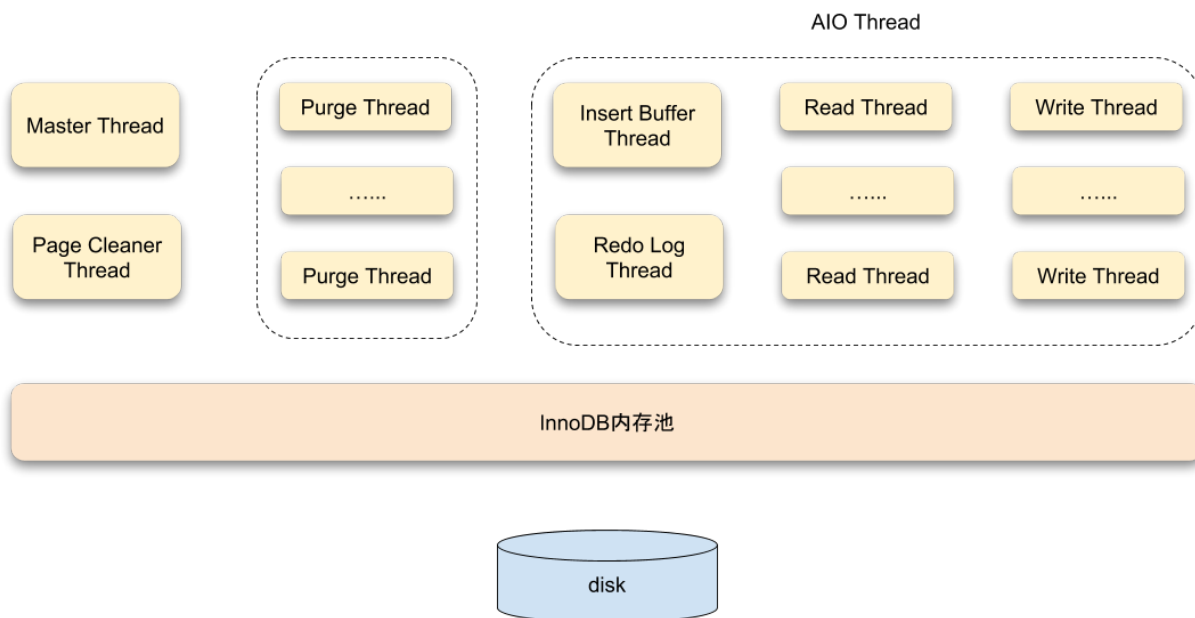 AIO Thread
Master Thread
Page Cleaner
Thread
Purge Thread
…...
Purge Thread
Insert Buffer
Thread
Redo Log
Thread
Read Thread
…...
Read Thread
Write Thread
…...
Write Thread
InnoDB内存池
disk